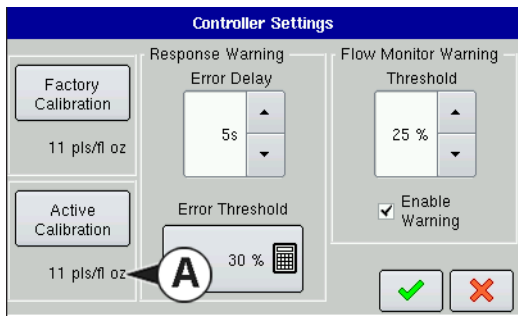 Controller Settings
Factory
Calibration
11 pls/fl oz
Active
Calibration
11 pls/fl oz
A
Response Warning
Error Delay
5s
Error Threshold
30 %
Flow Monitor Warning
Threshold
25 %
Enable
Warning